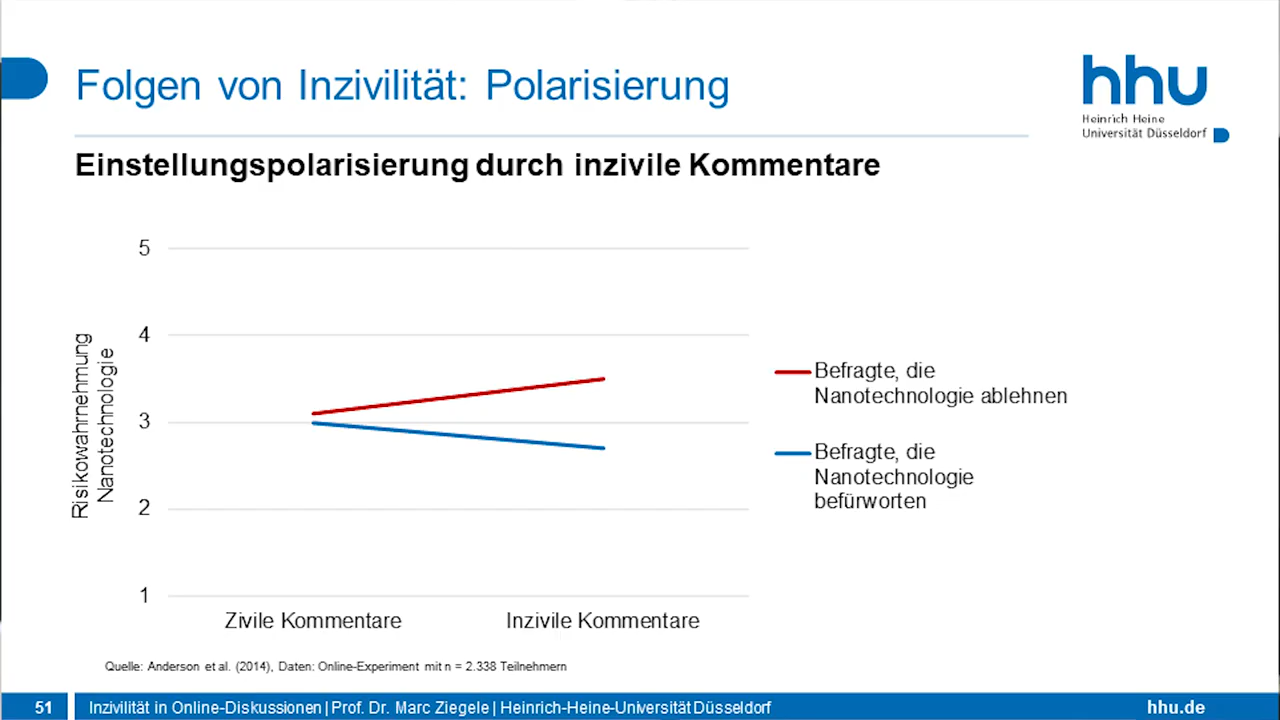 Folgen von Inzivilität: Polarisierung
hhu
Heinrich Heine
Universität Düsseldorf
Einstellungspolarisierung durch inzivile Kommentare
5
4
3
2
1
Risikowahrnehmung
Nanotechnologie
Zivile Kommentare
Inzivile Kommentare
Befragte, die
Nanotechnologie ablehnen
Befragte, die
Nanotechnologie
befürworten
Quelle: Anderson et al. (2014), Daten: Online-Experiment mit n = 2.338 Teilnehmern
51
Inzivilität in Online-Diskussionen | Prof. Dr. Marc Ziegele | Heinrich-Heine-Universität Düsseldorf
hhu.de